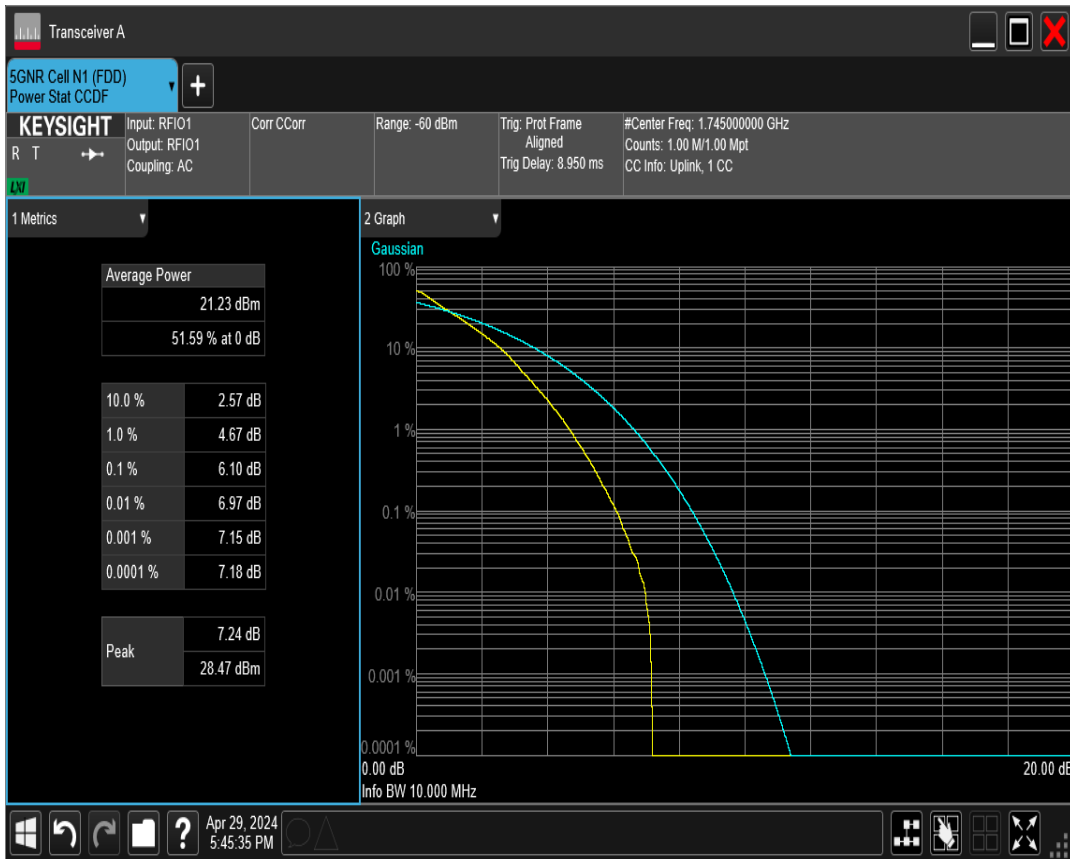 Transceiver A
5GNR Cell N1 (FDD)
Power Stat CCDF
+
KEYSIGHT
R T
LXI
Input: RFIO1
Output: RFIO1
Coupling: AC
Corr CCorr
Range: -60 dBm
Trig: Prot Frame
Aligned
Trig Delay: 8.950 ms
#Center Freq: 1.745000000 GHz
Counts: 1.00 M/1.00 Mpt
CC Info: Uplink, 1 CC
1 Metrics
Average Power
21.23 dBm
51.59 % at 0 dB
10.0 % 2.57 dB
1.0 % 4.67 dB
0.1 % 6.10 dB
0.01 % 6.97 dB
0.001 % 7.15 dB
0.0001 % 7.18 dB
Peak 7.24 dB
28.47 dBm
2 Graph
Gaussian
100 %
10 %
1 %
0.1 %
0.01 %
0.001 %
0.0001 %
0.00 dB 20.00 dB
Info BW 10.000 MHz
?
Apr 29, 2024
5:45:35 PM